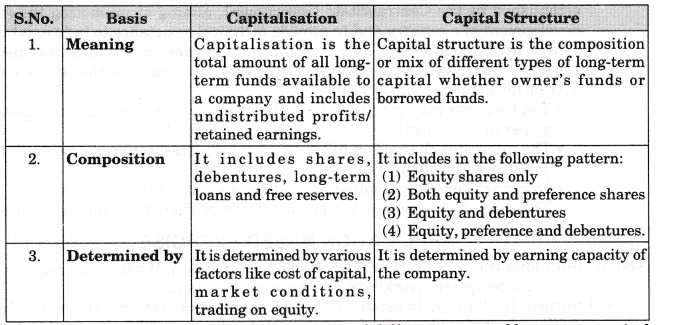 S.No. Basis Capitalisation Capital Structure
1. Meaning Capitalisation is the total amount of all long-term funds available to a company and includes undistributed profits/ retained earnings. Capital structure is the composition or mix of different types of long-term capital whether owner's funds or borrowed funds.
2. Composition It includes shares, debentures, long-term loans and free reserves. It includes in the following pattern:
(1) Equity shares only
(2) Both equity and preference shares
(3) Equity and debentures
(4) Equity, preference and debentures.
3. Determined by It is determined by various factors like cost of capital, market conditions, trading on equity. It is determined by earning capacity of the company.